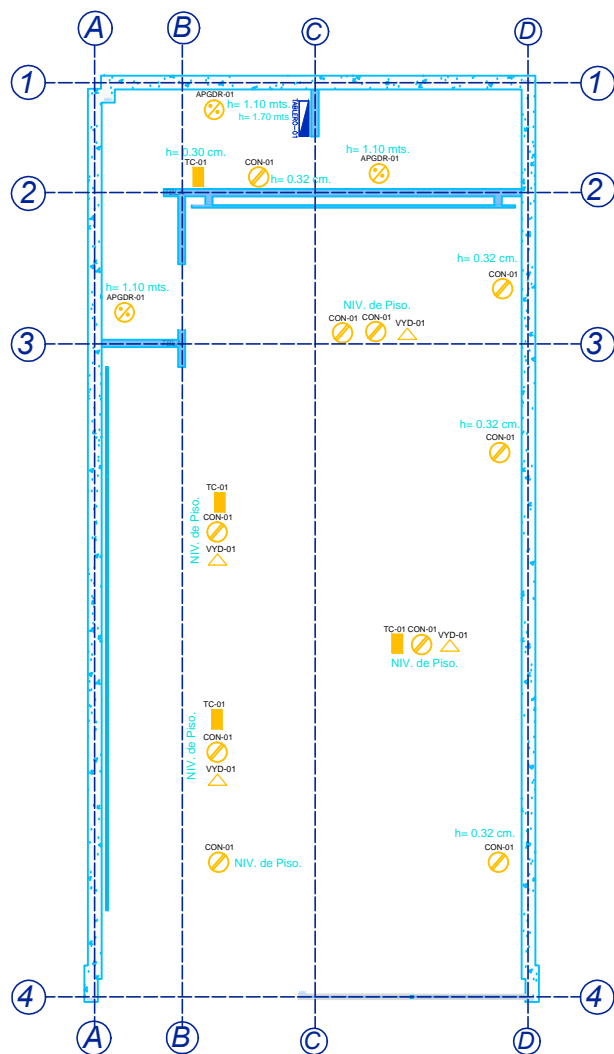 A
B
C
D
1
1
APGDR-01
h= 1.10 mts.
h= 1.70 mts
TABLERO-01
h= 0.30 cm.
TC-01
CON-01
h= 0.32 cm.
h= 1.10 mts.
APGDR-01
2
2
h= 0.32 cm.
CON-01
h= 1.10 mts.
APGDR-01
NIV. de Piso.
CON-01
CON-01
VYD-01
3
3
h= 0.32 cm.
CON-01
TC-01
CON-01
VYD-01
NIV. de Piso.
TC-01
CON-01
VYD-01
NIV. de Piso.
TC-01
CON-01
VYD-01
NIV. de Piso.
CON-01
NIV. de Piso.
h= 0.32 cm.
CON-01
4
4
A
B
C
D